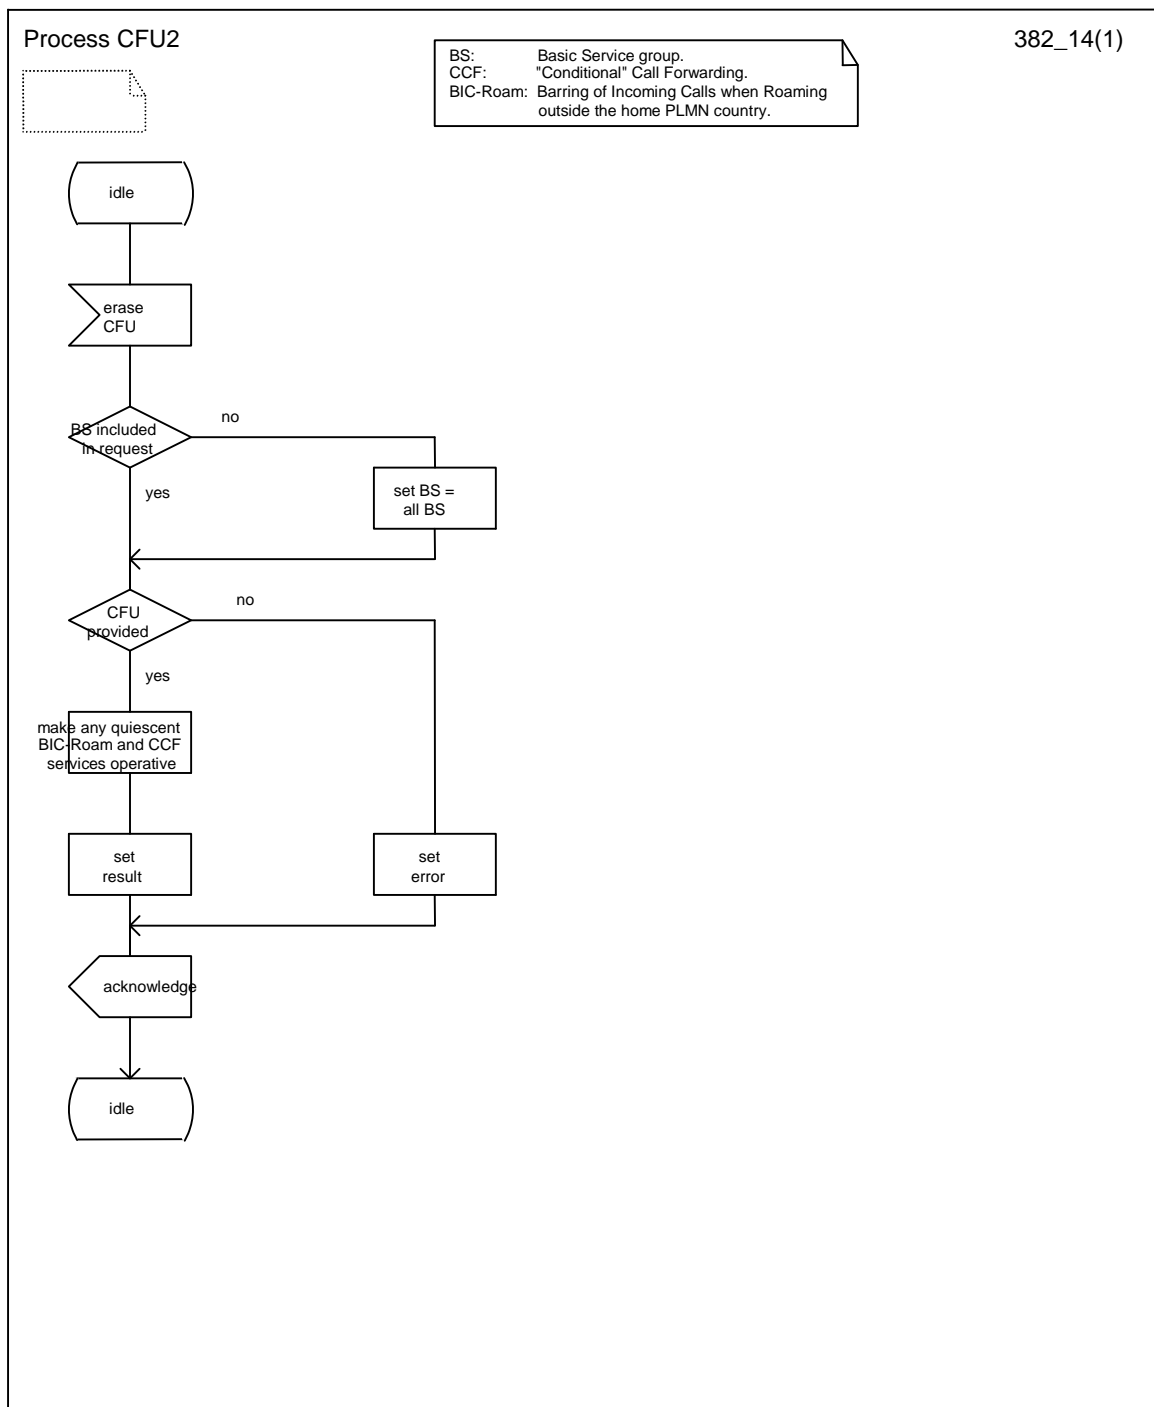 Process CFU2
382_14(1)
BS: Basic Service group.
CCF: "Conditional" Call Forwarding.
BIC-Roam: Barring of Incoming Calls when Roaming
outside the home PLMN country.
idle
erase
CFU
BS included
in request
no
yes
set BS =
all BS
CFU
provided
no
yes
make any quiescent
BIC-Roam and CCF
services operative
set
result
set
error
acknowledge
idle